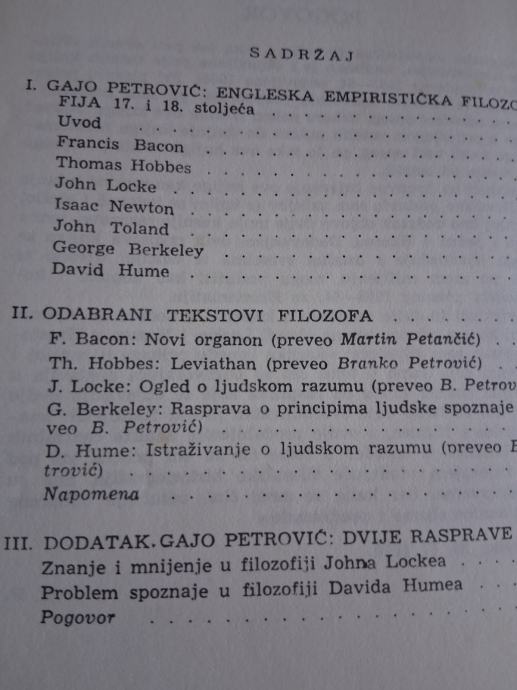 SADRŽAJ
I. GAJO PETROVIĆ: ENGLESKA EMPIRISTIČKA FILOZO
FIJA 17. i 18. stoljeća . . . . . . . . . .
Uvod . . . . . . . . . . . . . .
Francis Bacon . . . . . . . . . . . .
Thomas Hobbes . . . . . . . . . . . .
John Locke . . . . . . . . . . . . .
Isaac Newton . . . . . . . . . . . .
John Toland . . . . . . . . . . . . .
George Berkeley . . . . . . . . . . .
David Hume . . . . . . . . . . . . .
II. ODABRANI TEKSTOVI FILOZOFA . . . . . .
F. Bacon: Novi organon (preveo Martin Petančić) . .
Th. Hobbes: Leviathan (preveo Branko Petrović) . .
J. Locke: Ogled o ljudskom razumu (preveo B. Petrov
G. Berkeley: Rasprava o principima ljudske spoznaje
veo B. Petrović) . . . . . . . . . . .
D. Hume: Istraživanje o ljudskom razumu (preveo
trović) . . . . . . . . . . . . . .
Napomena . . . . . . . . . . . . .
III. DODATAK. GAJO PETROVIĆ: DVIJE RASPRAVE
Znanje i mnijenje u filozofiji Johna Lockea . . . .
Problem spoznaje u filozofiji Davida Humea . . .
Pogovor . . . . . . . . . . . . .